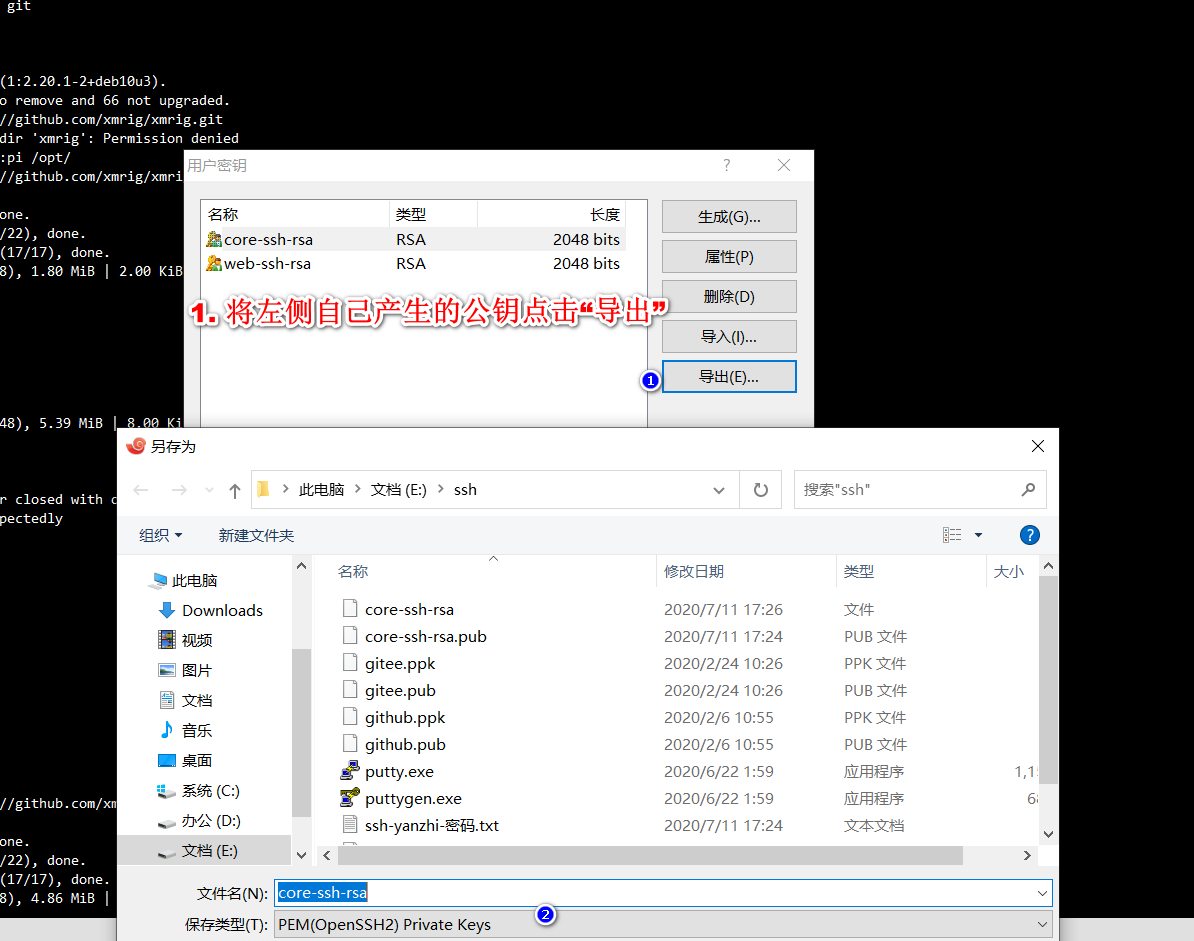 git
(1:2.20.1-2+deb10u3).
o remove and 66 not upgraded.
//github.com/xmrig/xmrig.git
dir 'xmrig': Permission denied
:pi /opt/
//github.com/xmrig/xmri
one.
/22), done.
(17/17), done.
8), 1.80 MiB | 2.00 KiB
用户密钥 ?
名称 类型 长度
core-ssh-rsa RSA 2048 bits
web-ssh-rsa RSA 2048 bits
生成(G)...
属性(P)
删除(D)
导入(I)...
导出(E)...
1. 将左侧自己产生的公钥点击“导出”
1
48), 5.39 MiB | 8.00 Ki
r closed with c
pectedly
另存为
此电脑 > 文档 (E:) > ssh
搜索"ssh"
组织 新建文件夹 ?
此电脑
Downloads
视频
图片
文档
音乐
桌面
系统 (C:)
办公 (D:)
文档 (E:)
名称 修改日期 类型 大小
core-ssh-rsa 2020/7/11 17:26 文件
core-ssh-rsa.pub 2020/7/11 17:24 PUB 文件
gitee.ppk 2020/2/24 10:26 PPK 文件
gitee.pub 2020/2/24 10:26 PUB 文件
github.ppk 2020/2/6 10:55 PPK 文件
github.pub 2020/2/6 10:55 PUB 文件
putty.exe 2020/6/22 1:59 应用程序 1,1
puttygen.exe 2020/6/22 1:59 应用程序 6
ssh-yanzhi-密码.txt 2020/7/11 17:24 文本文档
//github.com/xm
one.
/22), done.
(17/17), done.
8), 4.86 MiB |
文件名(N): core-ssh-rsa
2
保存类型(T): PEM(OpenSSH2) Private Keys